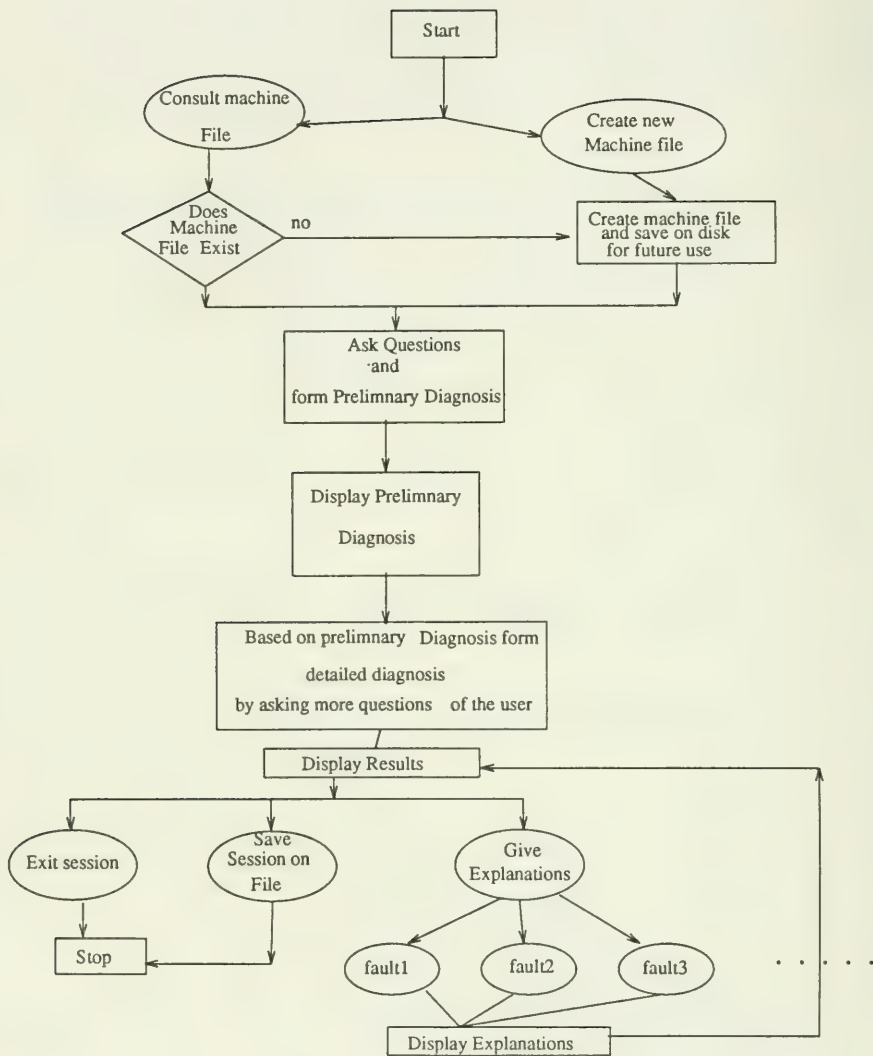 Start
Consult machine
File
Create new
Machine file
Does
Machine
File Exist
no
Create machine file
and save on disk
for future use
Ask Questions
and
form Prelimnary Diagnosis
Display Prelimnary
Diagnosis
Based on prelimnary Diagnosis form
detailed diagnosis
by asking more questions of the user
Display Results
Exit session
Save
Session on
File
Give
Explanations
Stop
fault1
fault2
fault3
. . . . .
Display Explanations